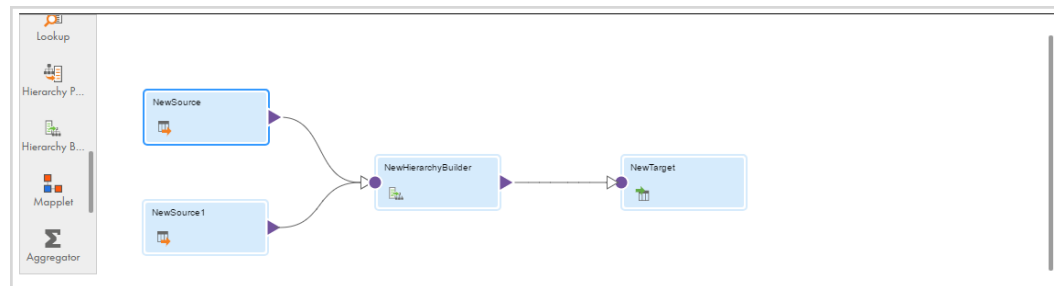 Lookup
Hierarchy P...
Hierarchy B...
Mapplet
Aggregator
NewSource
NewSource1
NewHierarchyBuilder
NewTarget